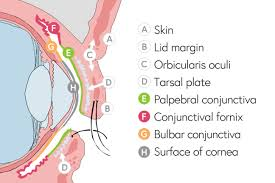 F
G
E
A
C
H
B
D
D
A Skin
B Lid margin
C Orbicularis oculi
D Tarsal plate
E Palpebral conjunctiva
F Conjunctival fornix
G Bulbar conjunctiva
H Surface of cornea